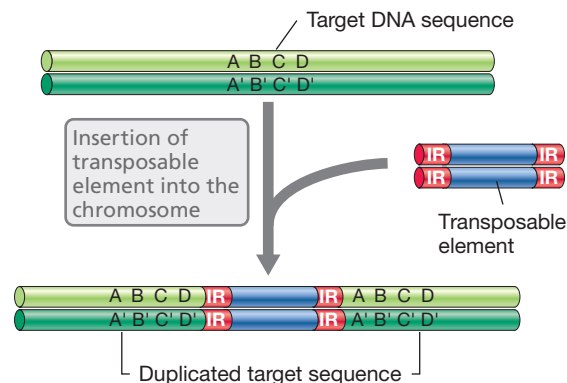 Target DNA sequence
A B C D
A' B' C' D'
Insertion of
transposable
element into the
chromosome
IR IR
IR IR
Transposable
element
A B C D IR IR A B C D
A' B' C' D' IR IR A' B' C' D'
Duplicated target sequence